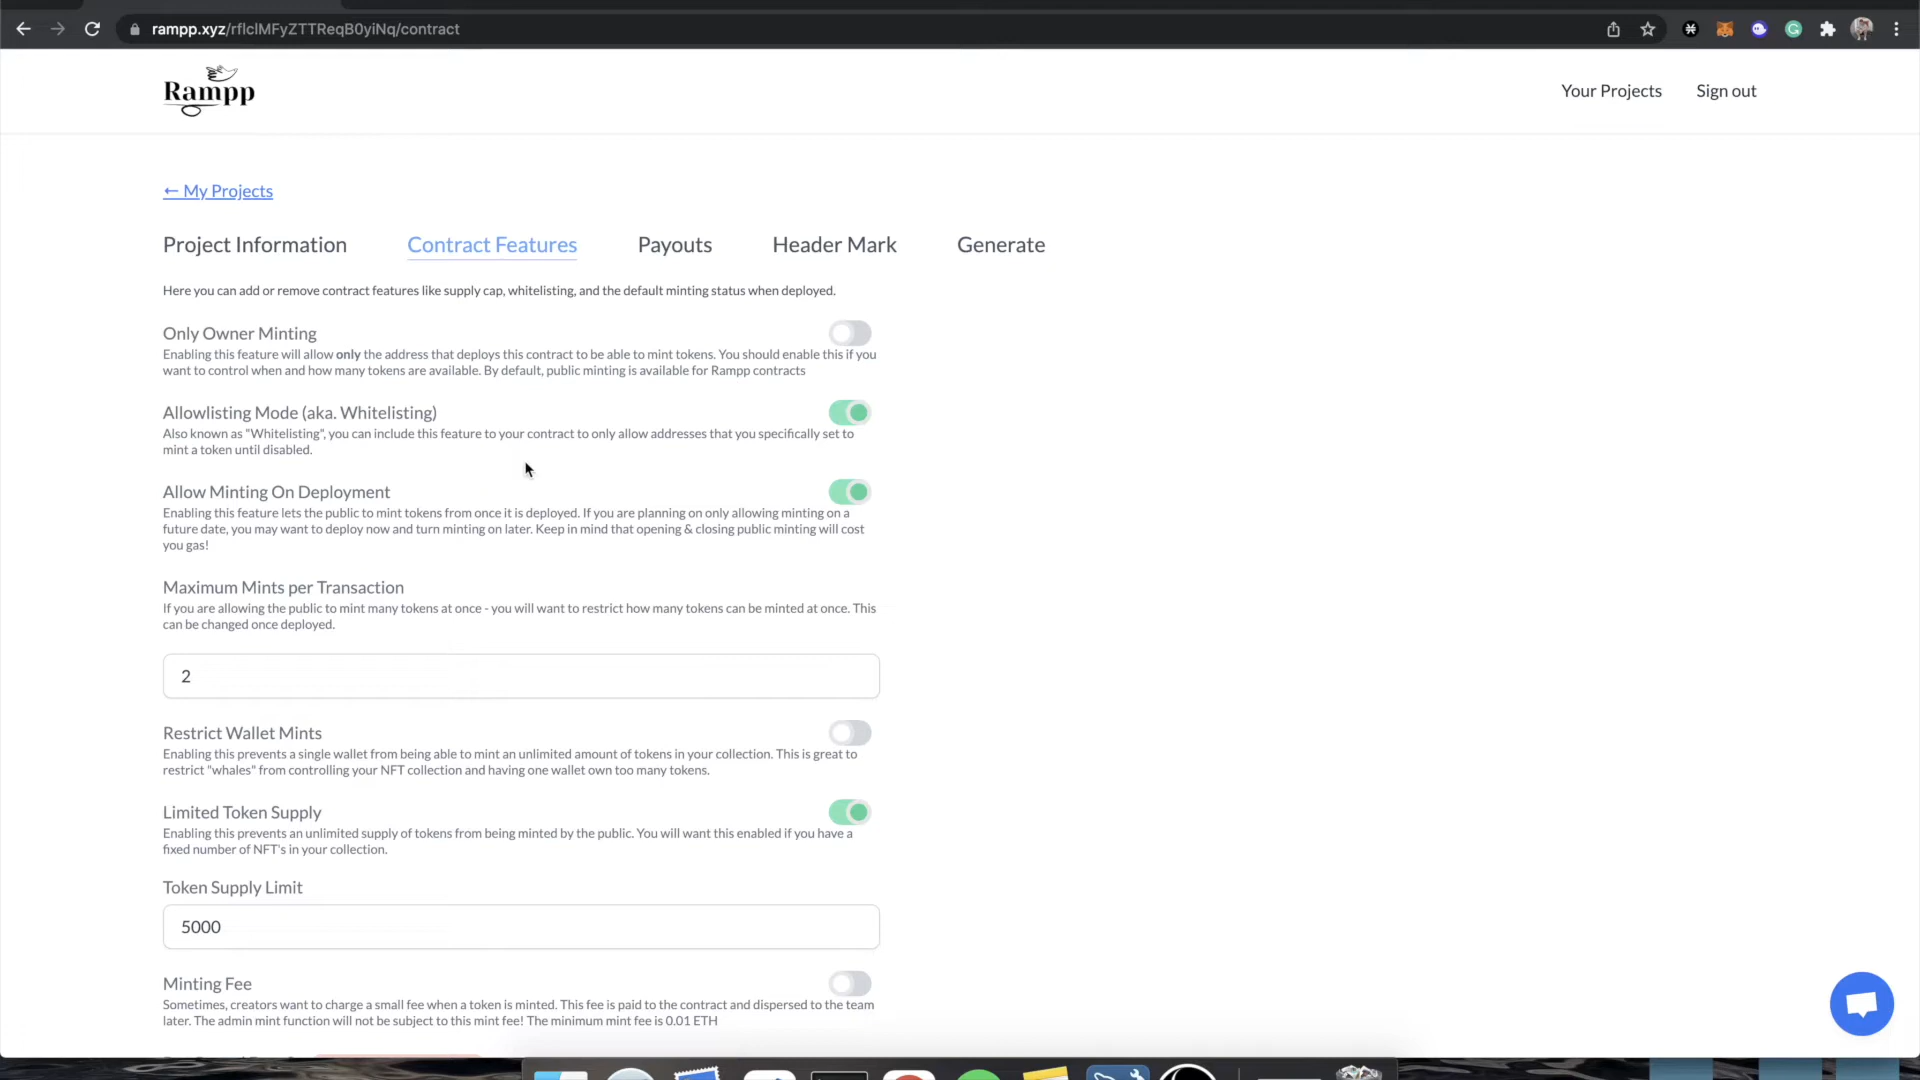 rampp.xyz/rflclMFyZTTReqB0yiNq/contract
Rampp
Your Projects
Sign out
← My Projects
Project Information
Contract Features
Payouts
Header Mark
Generate
Here you can add or remove contract features like supply cap, whitelisting, and the default minting status when deployed.
Only Owner Minting
Enabling this feature will allow only the address that deploys this contract to be able to mint tokens. You should enable this if you
want to control when and how many tokens are available. By default, public minting is available for Rampp contracts
Allowlisting Mode (aka. Whitelisting)
Also known as "Whitelisting", you can include this feature to your contract to only allow addresses that you specifically set to
mint a token until disabled.
Allow Minting On Deployment
Enabling this feature lets the public to mint tokens from once it is deployed. If you are planning on only allowing minting on a
future date, you may want to deploy now and turn minting on later. Keep in mind that opening & closing public minting will cost
you gas!
Maximum Mints per Transaction
If you are allowing the public to mint many tokens at once - you will want to restrict how many tokens can be minted at once. This
can be changed once deployed.
2
Restrict Wallet Mints
Enabling this prevents a single wallet from being able to mint an unlimited amount of tokens in your collection. This is great to
restrict "whales" from controlling your NFT collection and having one wallet own too many tokens.
Limited Token Supply
Enabling this prevents an unlimited supply of tokens from being minted by the public. You will want this enabled if you have a
fixed number of NFT's in your collection.
Token Supply Limit
5000
Minting Fee
Sometimes, creators want to charge a small fee when a token is minted. This fee is paid to the contract and dispersed to the team
later. The admin mint function will not be subject to this mint fee! The minimum mint fee is 0.01 ETH